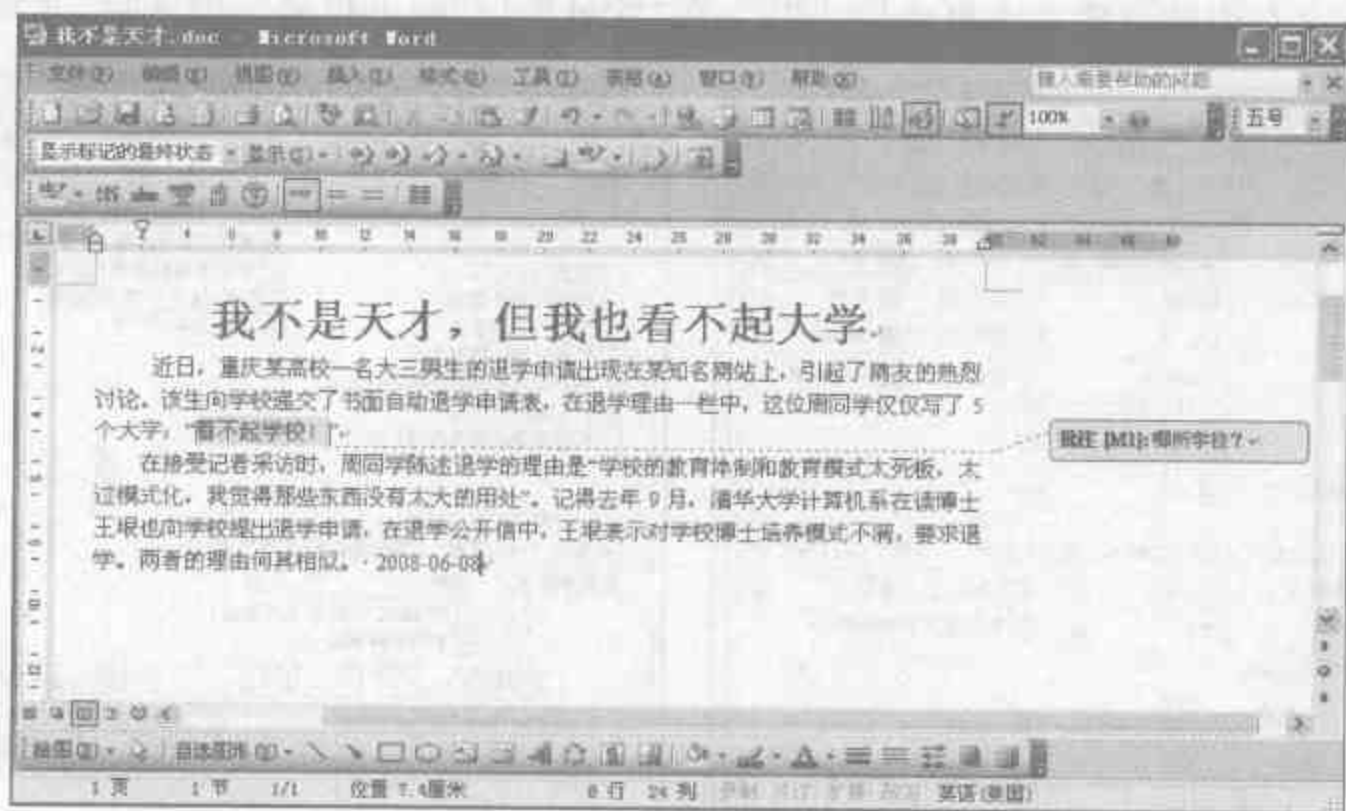 我不是天才.doc - Microsoft Word
文件(F) 编辑(E) 视图(V) 插入(I) 格式(O) 工具(T) 表格(A) 窗口(W) 帮助(H) 键入需要帮助的问题
100% 五号
显示标记的最终状态 显示(S)
我不是天才，但我也看不起大学
近日，重庆某高校一名大三男生的退学申请出现在某知名网站上，引起了网友的热烈
讨论。该生向学校递交了书面自动退学申请表，在退学理由一栏中，这位周同学仅仅写了 5
个大字，“看不起学校！”
批注 [M1]: 哪所学校？
在接受记者采访时，周同学陈述退学的理由是“学校的教育体制和教育模式太死板，太
过模式化，我觉得那些东西没有太大的用处”。记得去年 9 月，清华大学计算机系在读博士
王垠也向学校提出退学申请，在退学公开信中，王垠表示对学校博士培养模式不满，要求退
学。两者的理由何其相似。 2008-06-08
绘图(D) 自选图形(U)
1 页 1 节 1/1 位置 7.4厘米 8 行 24 列 录制 修订 扩展 改写 英语(美国)